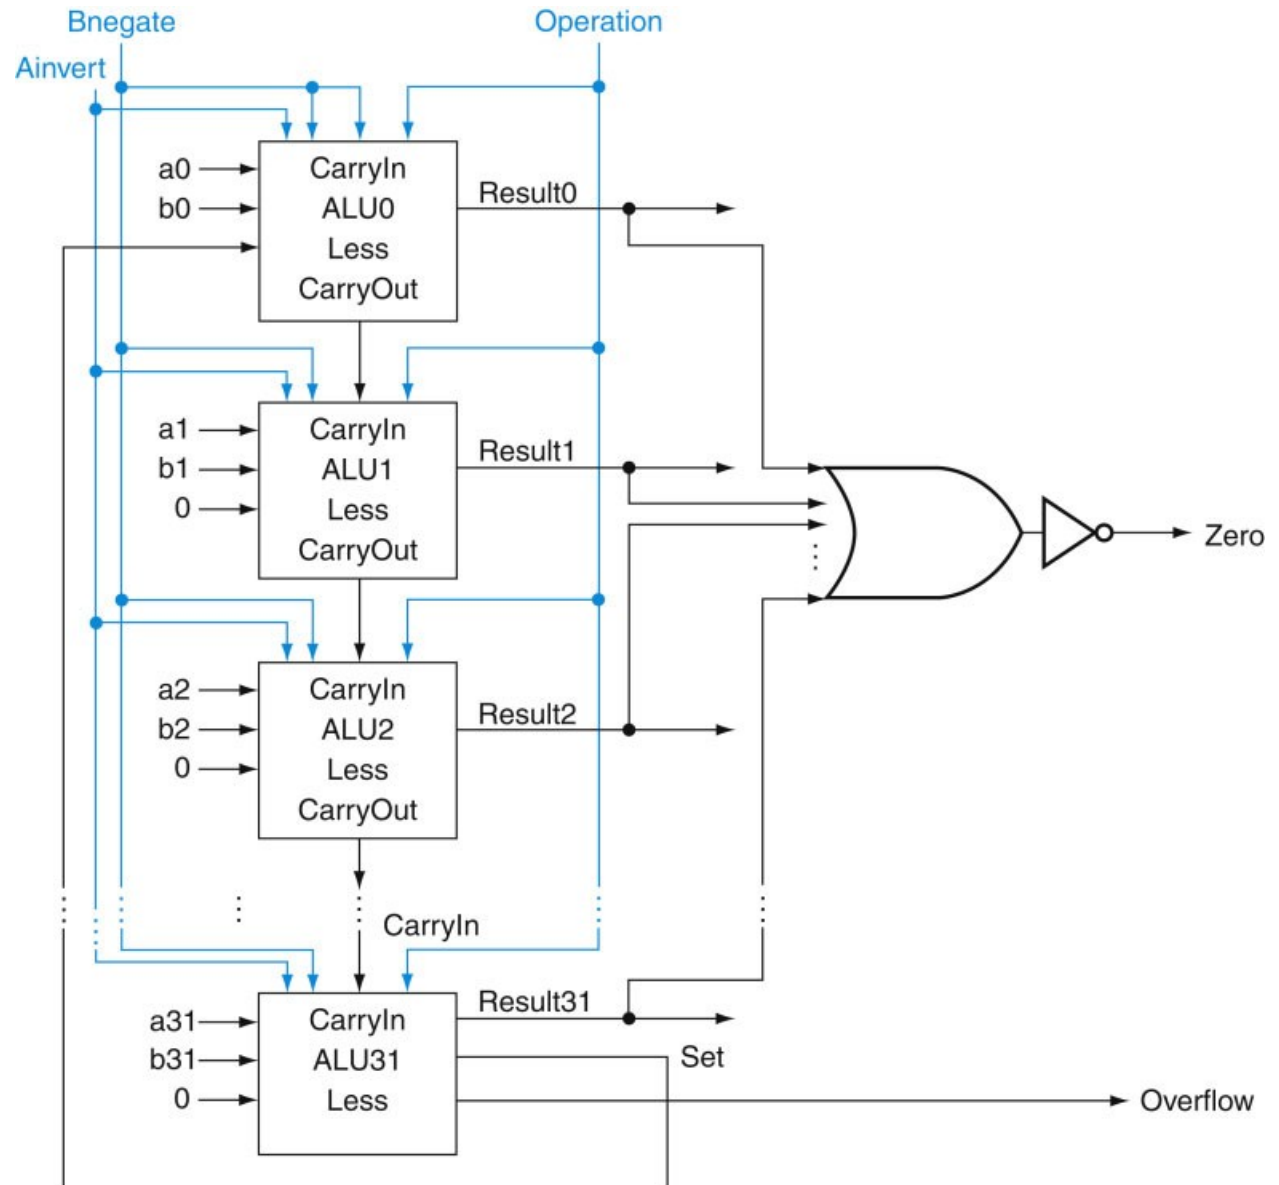 Bnegate
Operation
Ainvert
a0
b0
CarryIn
ALU0
Less
CarryOut
Result0
a1
b1
0
CarryIn
ALU1
Less
CarryOut
Result1
Zero
a2
b2
0
CarryIn
ALU2
Less
CarryOut
Result2
CarryIn
a31
b31
0
CarryIn
ALU31
Less
Result31
Set
Overflow